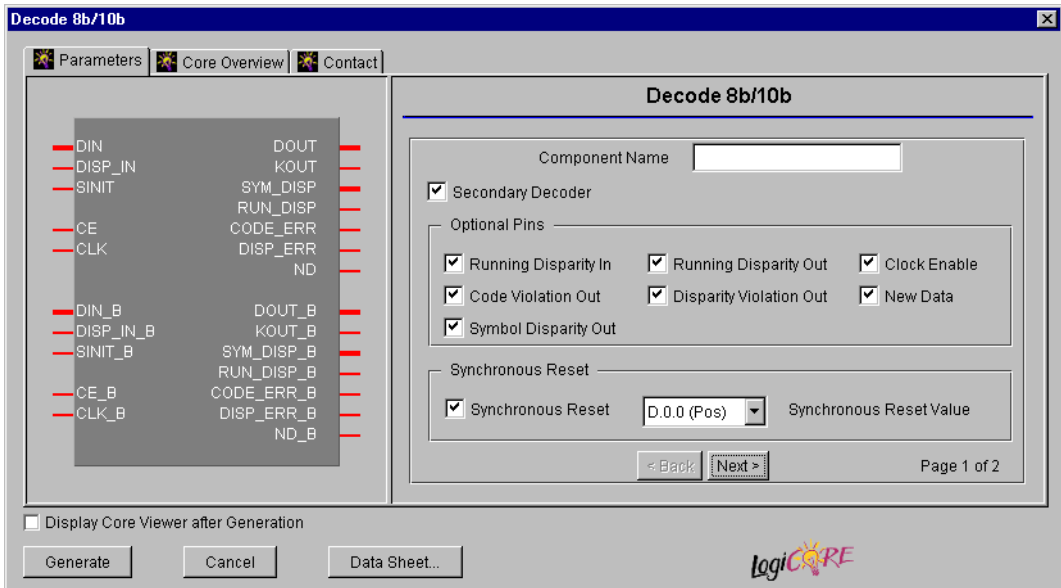 Decode 8b/10b
Parameters Core Overview Contact
DIN DOUT
DISP_IN KOUT
SINIT SYM_DISP
RUN_DISP
CE CODE_ERR
CLK DISP_ERR
ND
DIN_B DOUT_B
DISP_IN_B KOUT_B
SINIT_B SYM_DISP_B
RUN_DISP_B
CE_B CODE_ERR_B
CLK_B DISP_ERR_B
ND_B
Decode 8b/10b
Component Name
Secondary Decoder
Optional Pins
Running Disparity In Running Disparity Out Clock Enable
Code Violation Out Disparity Violation Out New Data
Symbol Disparity Out
Synchronous Reset
Synchronous Reset D.0.0 (Pos) Synchronous Reset Value
< Back Next > Page 1 of 2
Display Core Viewer after Generation
Generate Cancel Data Sheet...
LogiCORE